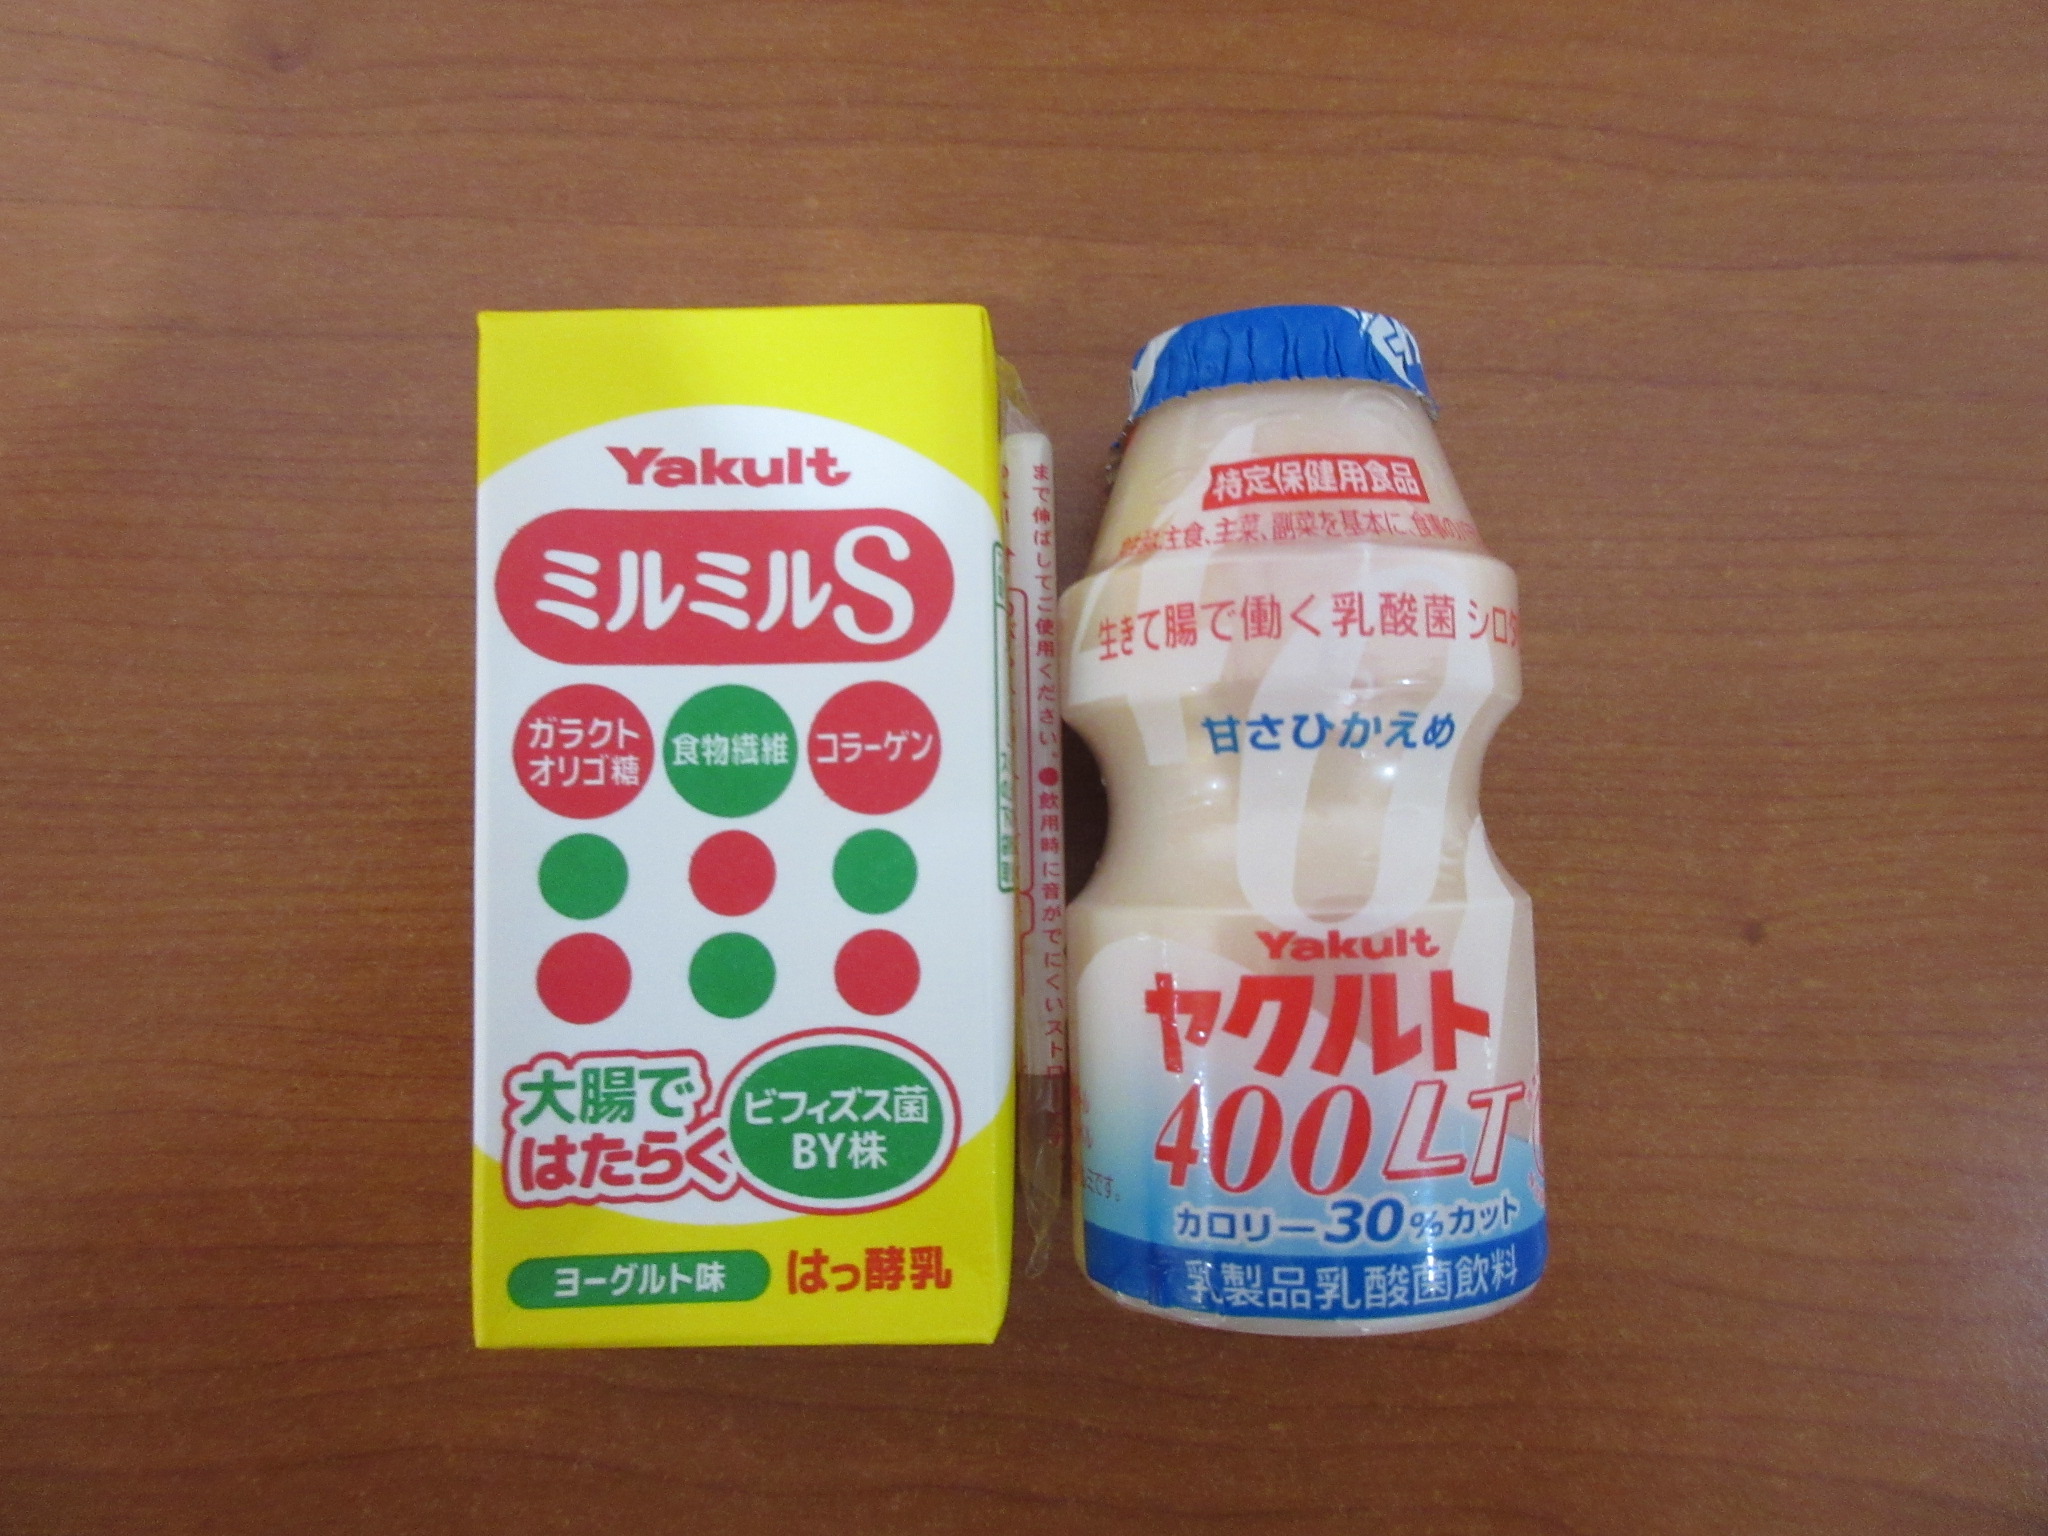 Yakult
ミルミルS
ガラクト
オリゴ糖
食物繊維
コラーゲン
大腸で
はたらく
ビフィズス菌
BY株
ヨーグルト味
はっ酵乳
まで伸ばしてご使用ください。●飲用時に音がでにくいスト
特定保健用食品
主食、主菜、副菜を基本に、食事の
生きて腸で働く乳酸菌 シロタ
甘さひかえめ
Yakult
ヤクルト
400LT
カロリー30%カット
乳製品乳酸菌飲料
です。